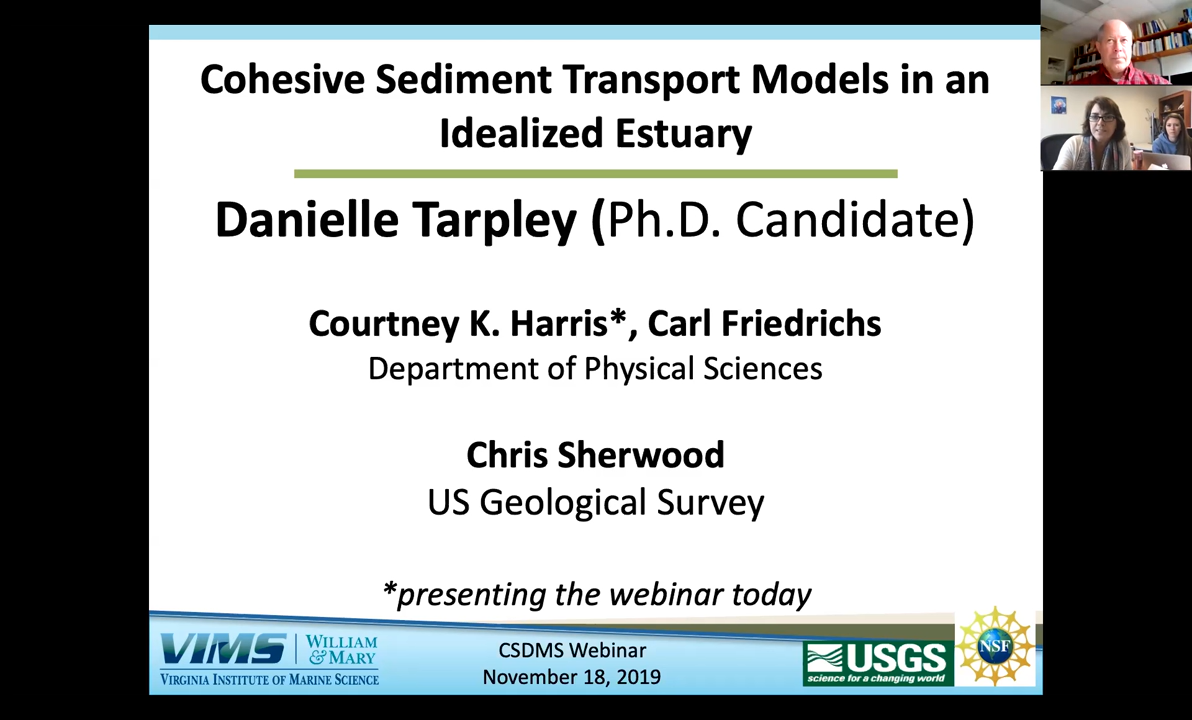 Cohesive Sediment Transport Models in an
Idealized Estuary
Danielle Tarpley (Ph.D. Candidate)
Courtney K. Harris*, Carl Friedrichs
Department of Physical Sciences
Chris Sherwood
US Geological Survey
*presenting the webinar today
VIMS
WILLIAM
& MARY
VIRGINIA INSTITUTE OF MARINE SCIENCE
CSDMS Webinar
November 18, 2019
USGS
science for a changing world
NSF